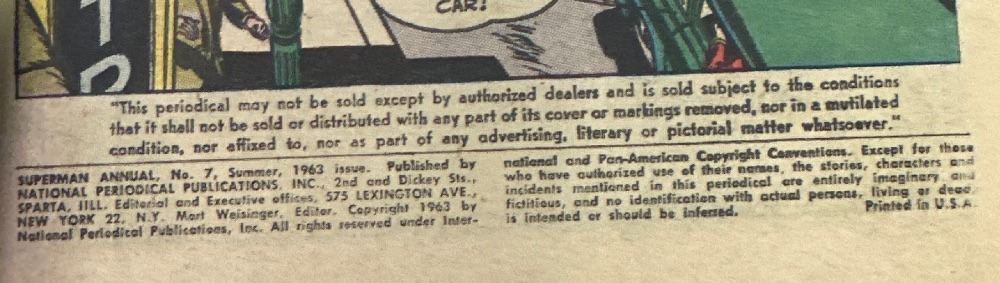 CAR!
"This periodical may not be sold except by authorized dealers and is sold subject to the conditions
that it shall not be sold or distributed with any part of its cover or markings removed, nor in a mutilated
condition, nor affixed to, nor as part of any advertising, literary or pictorial matter whatsoever."
SUPERMAN ANNUAL, No. 7, Summer, 1963 issue. Published by
NATIONAL PERIODICAL PUBLICATIONS, INC., 2nd and Dickey Sts.,
SPARTA, ILL. Editorial and Executive offices, 575 LEXINGTON AVE.,
NEW YORK 22, N.Y. Mort Weisinger, Editor. Copyright 1963 by
National Periodical Publications, Inc. All rights reserved under Inter-
national and Pan-American Copyright Conventions. Except for those
who have authorized use of their names, the stories, characters and
incidents mentioned in this periodical are entirely imaginary and
fictitious, and no identification with actual persons, living or dead,
is intended or should be inferred. Printed in U.S.A.